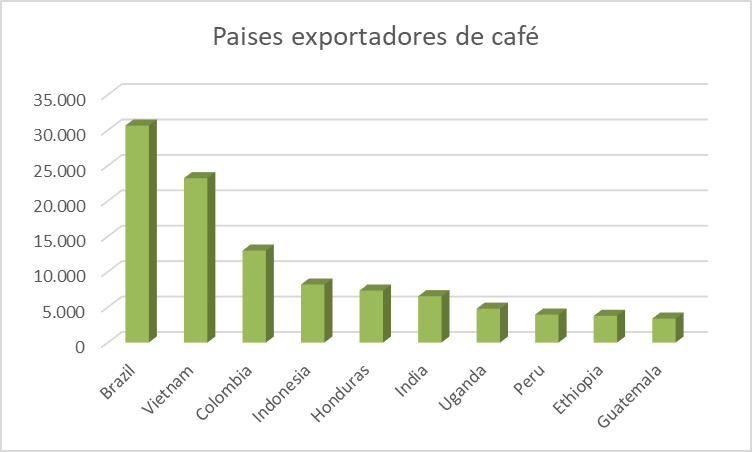 Paises exportadores de café
35.000
30.000
25.000
20.000
15.000
10.000
5.000
0
Brazil
Vietnam
Colombia
Indonesia
Honduras
India
Uganda
Peru
Ethiopia
Guatemala